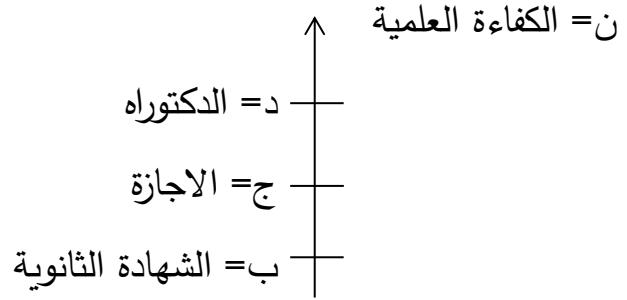 ن= الكفاءة العلمية
د= الدكتوراه
ج= الاجازة
ب= الشهادة الثانوية